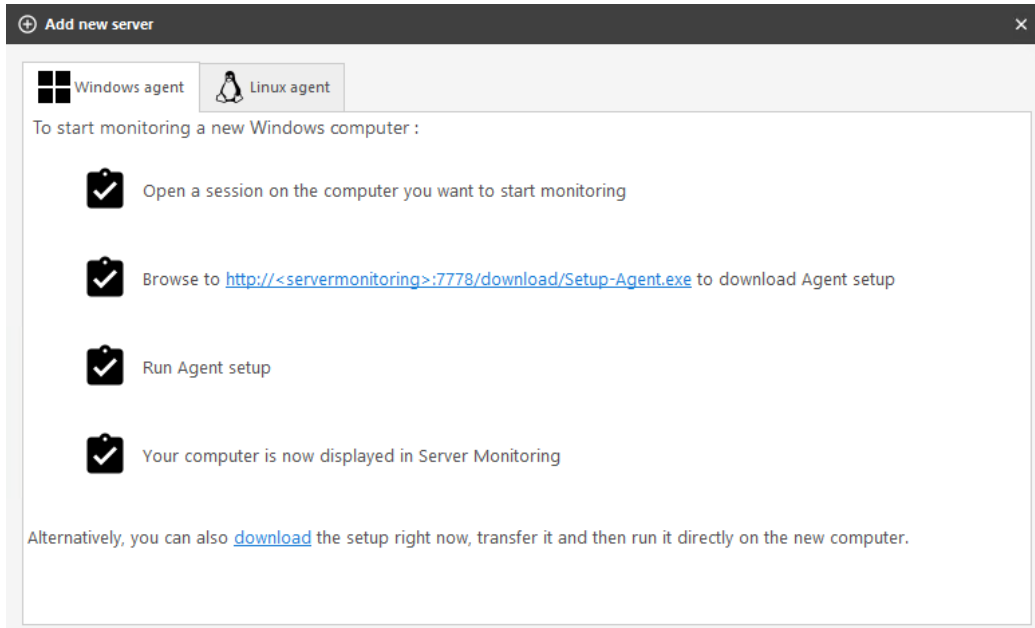 Add new server
Windows agent
Linux agent
To start monitoring a new Windows computer :
Open a session on the computer you want to start monitoring
Browse to http://<servermonitoring>:7778/download/Setup-Agent.exe to download Agent setup
Run Agent setup
Your computer is now displayed in Server Monitoring
Alternatively, you can also download the setup right now, transfer it and then run it directly on the new computer.